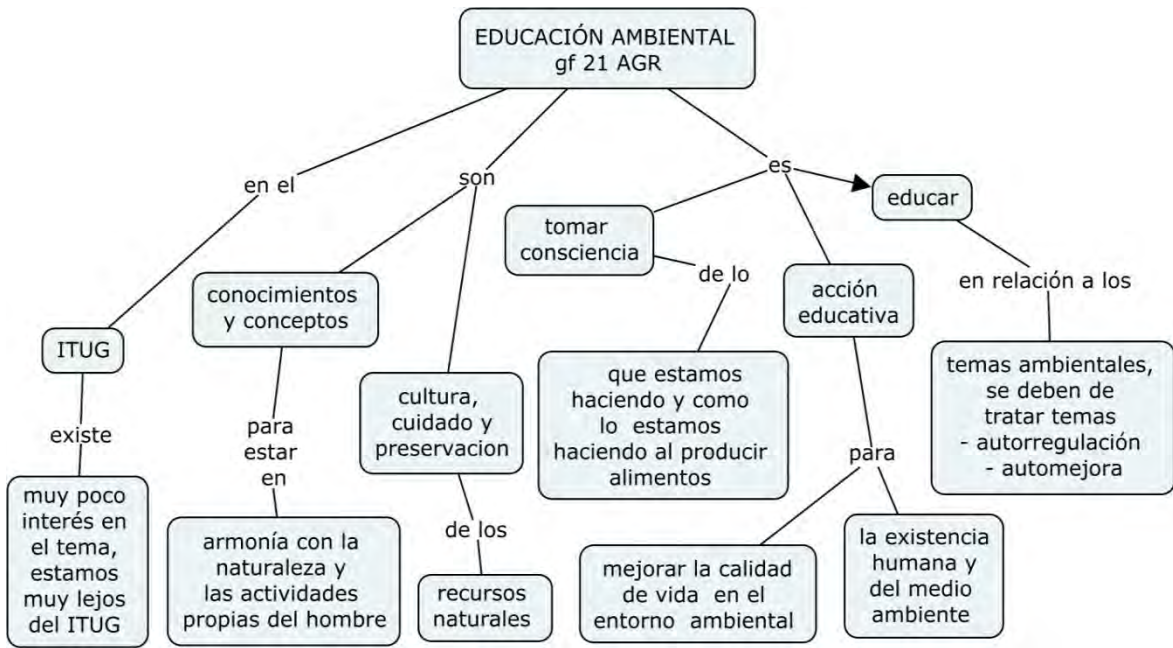 EDUCACIÓN AMBIENTAL
gf 21 AGR
en el
son
es
educar
tomar
consciencia
de lo
en relación a los
conocimientos
y conceptos
acción
educativa
ITUG
que estamos
haciendo y como
lo estamos
haciendo al producir
alimentos
temas ambientales,
se deben de
tratar temas
- autorregulación
- automejora
cultura,
cuidado y
preservacion
existe
para
estar
en
para
muy poco
interés en
el tema,
estamos
muy lejos
del ITUG
armonía con la
naturaleza y
las actividades
propias del hombre
de los
recursos
naturales
mejorar la calidad
de vida en el
entorno ambiental
la existencia
humana y
del medio
ambiente